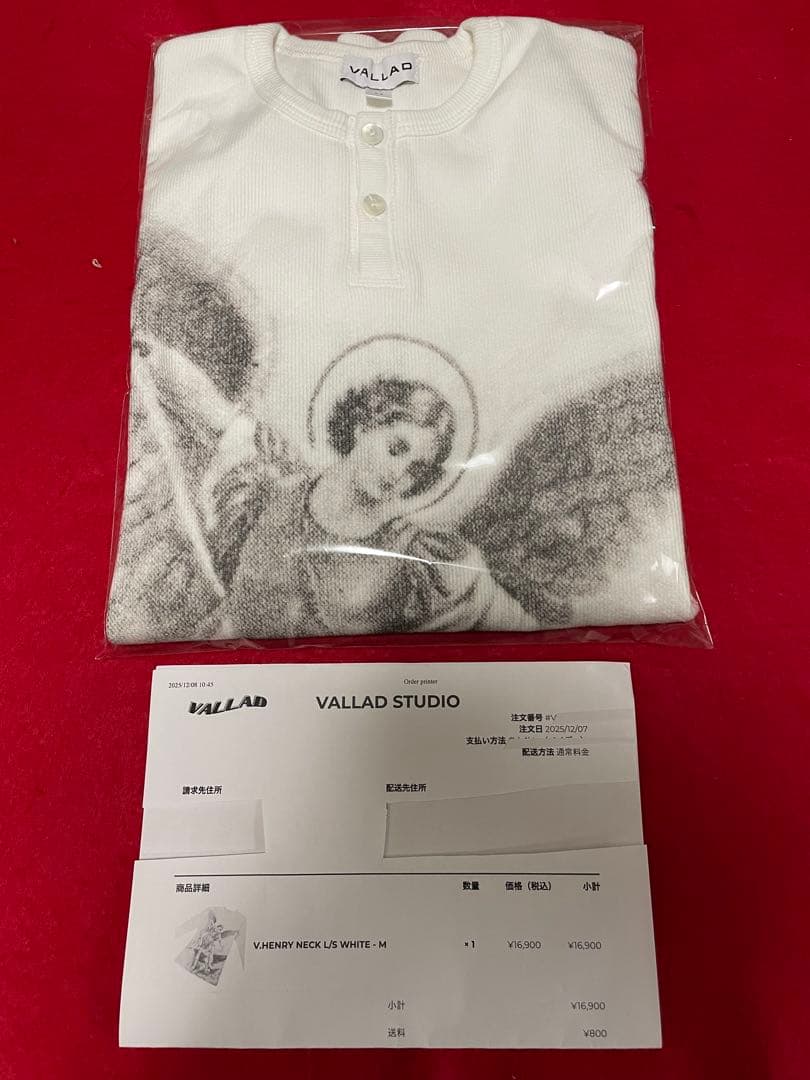 VALLAD
2025/12/08 10:45
Order printer
VALLAD
VALLAD STUDIO
注文番号 #V
注文日 2025/12/07
支払い方法
配送方法 通常料金
請求先住所
配送先住所
商品詳細 数量 価格（税込） 小計
V.HENRY NECK L/S WHITE - M × 1 ¥16,900 ¥16,900
小計 ¥16,900
送料 ¥800